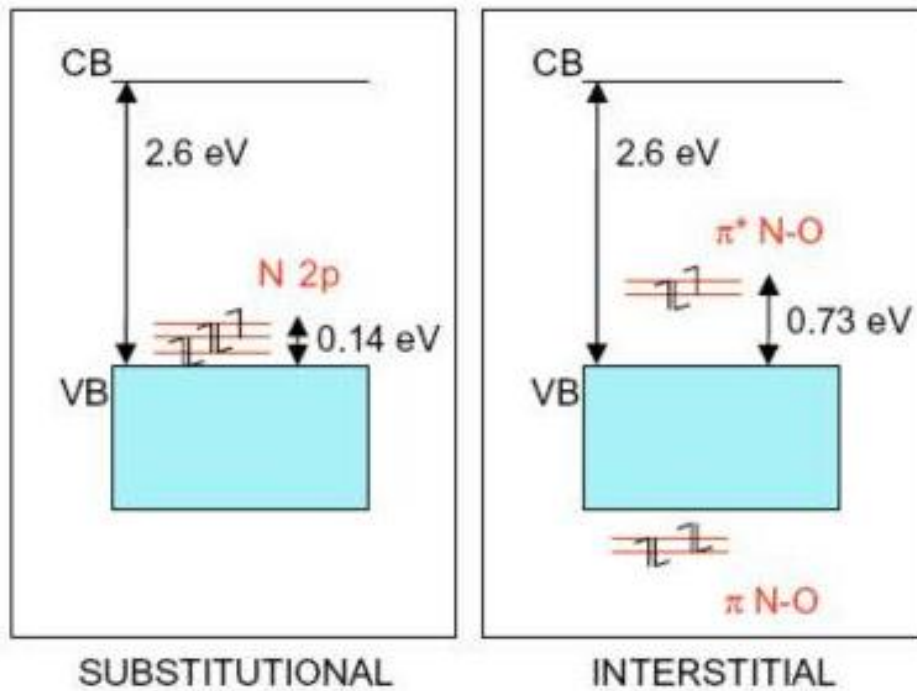 CB
2.6 eV
N 2p
0.14 eV
VB
SUBSTITUTIONAL
CB
2.6 eV
π* N-O
0.73 eV
VB
π N-O
INTERSTITIAL